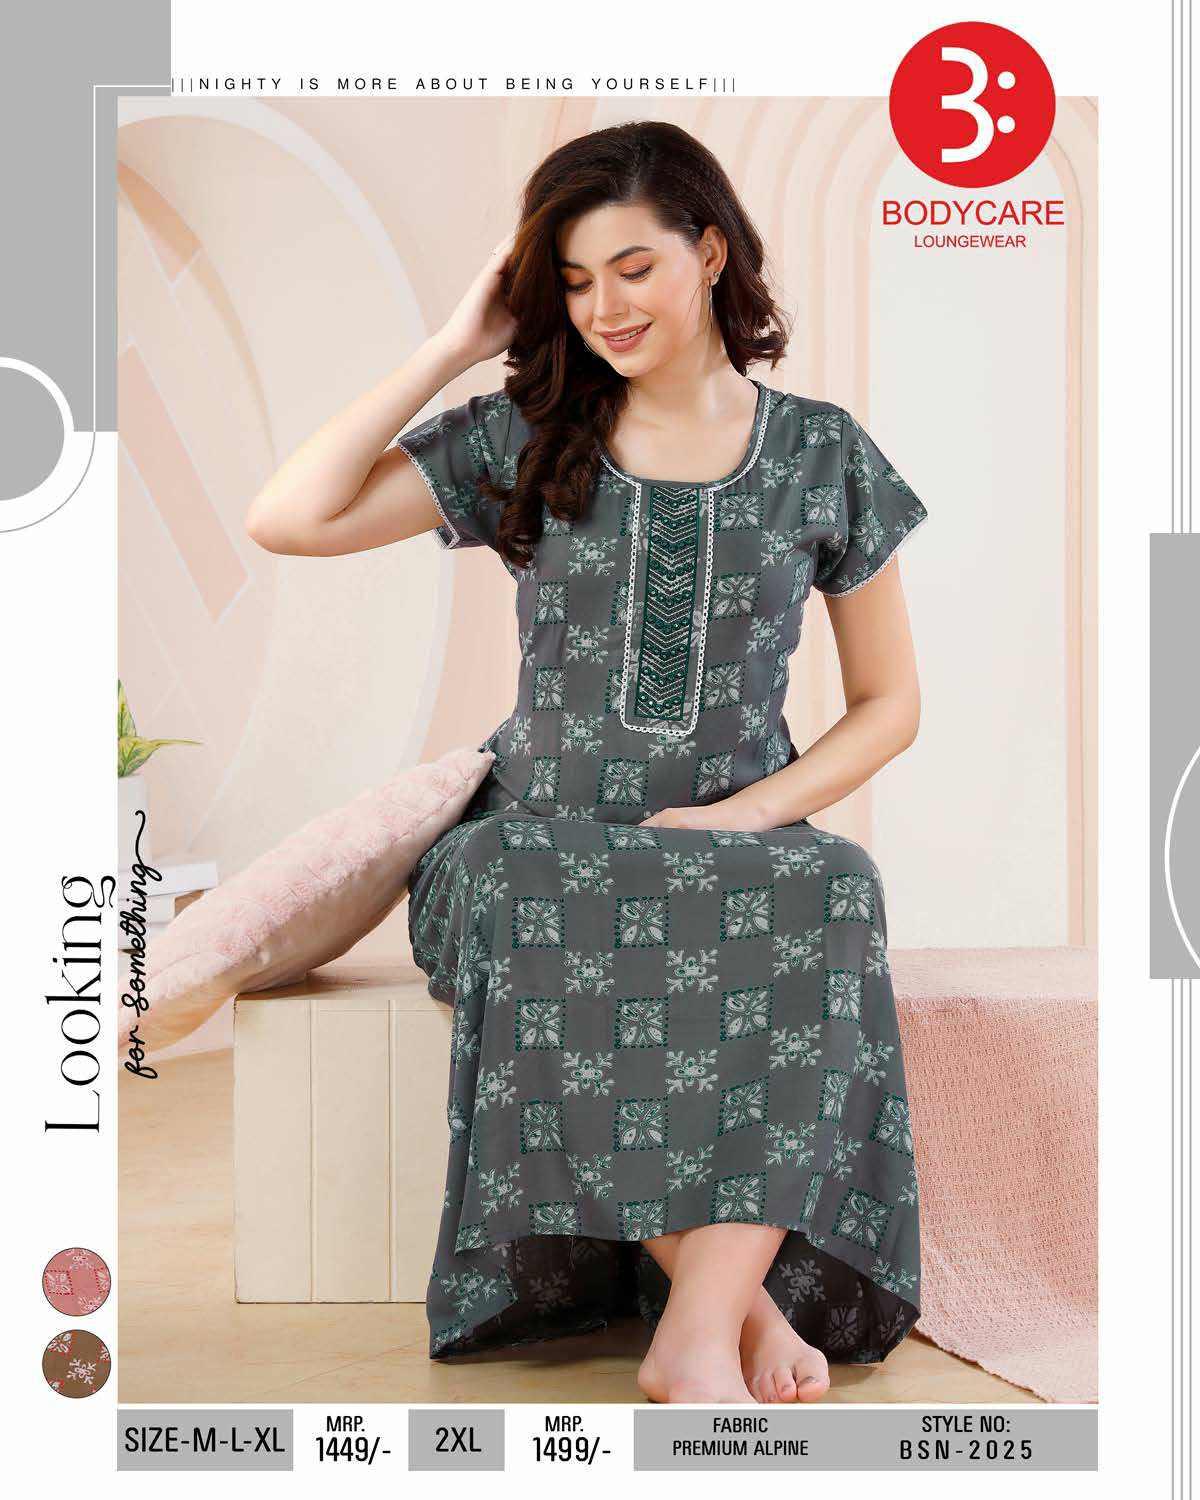 |||NIGHTY IS MORE ABOUT BEING YOURSELF|||
B:
BODYCARE
LOUNGEWEAR
Looking
for something
SIZE-M-L-XL
MRP.
1449/-
2XL
MRP.
1499/-
FABRIC
PREMIUM ALPINE
STYLE NO:
BSN-2025